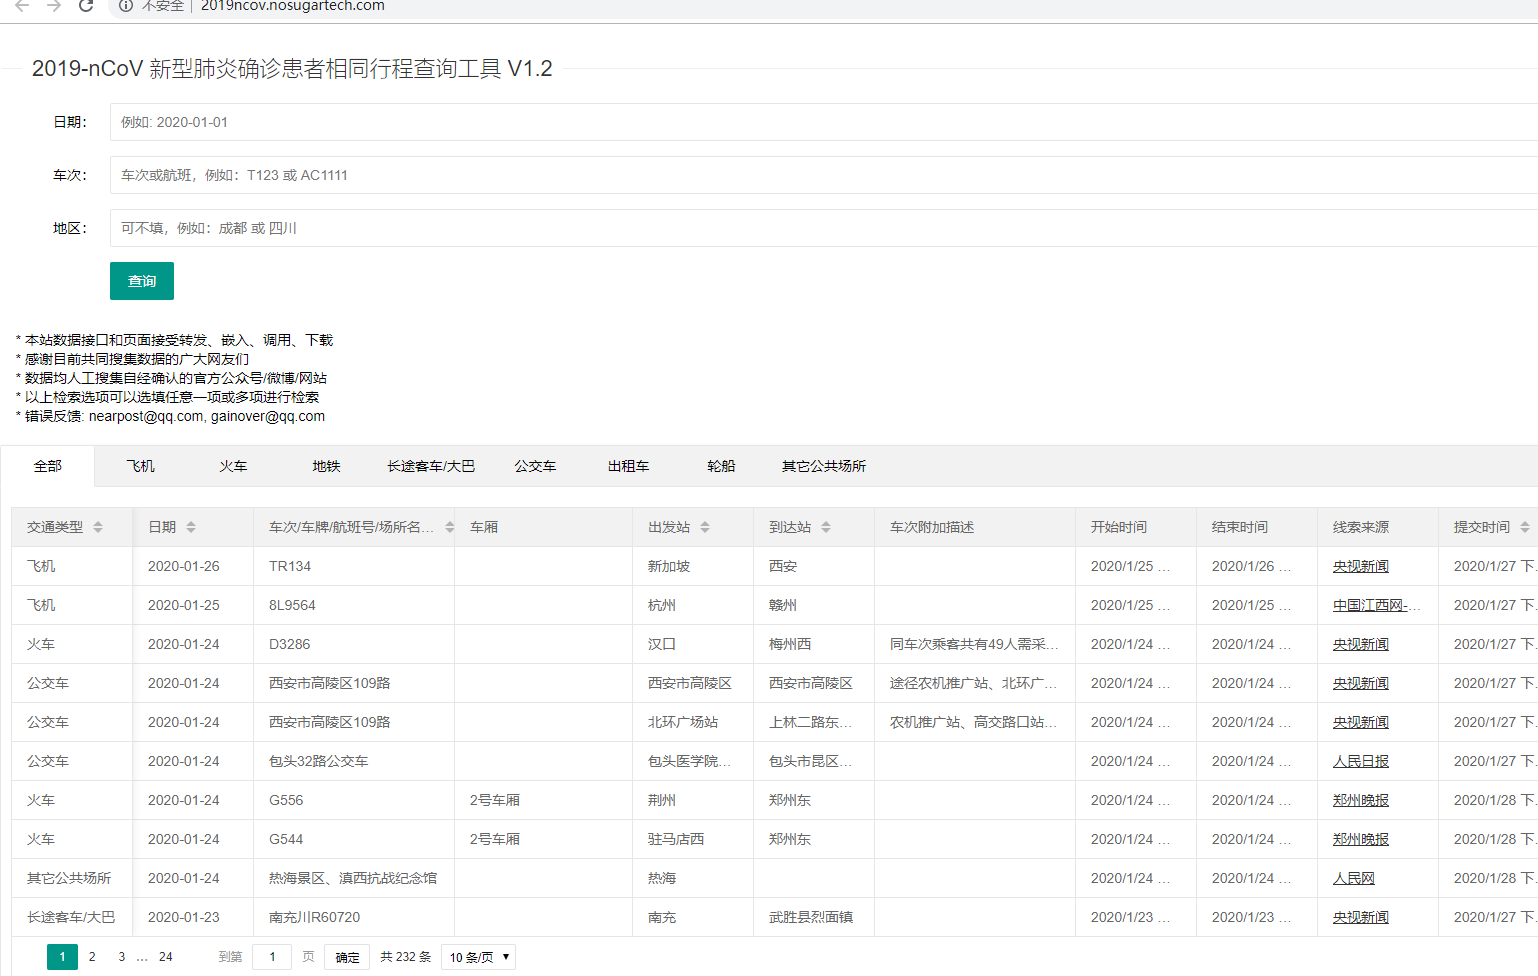 不安全 | 2019ncov.nosugartech.com
2019-nCoV 新型肺炎确诊患者相同行程查询工具 V1.2
日期： 例如: 2020-01-01
车次： 车次或航班，例如：T123 或 AC1111
地区： 可不填，例如：成都 或 四川
查询
* 本站数据接口和页面接受转发、嵌入、调用、下载
* 感谢目前共同搜集数据的广大网友们
* 数据均人工搜集自经确认的官方公众号/微博/网站
* 以上检索选项可以选填任意一项或多项进行检索
* 错误反馈: nearpost@qq.com, gainover@qq.com
全部 飞机 火车 地铁 长途客车/大巴 公交车 出租车 轮船 其它公共场所
交通类型 日期 车次/车牌/航班号/场所名... 车厢 出发站 到达站 车次附加描述 开始时间 结束时间 线索来源 提交时间
飞机 2020-01-26 TR134 新加坡 西安 2020/1/25 ... 2020/1/26 ... 央视新闻 2020/1/27 下.
飞机 2020-01-25 8L9564 杭州 赣州 2020/1/25 ... 2020/1/25 ... 中国江西网-... 2020/1/27 下.
火车 2020-01-24 D3286 汉口 梅州西 同车次乘客共有49人需采... 2020/1/24 ... 2020/1/24 ... 央视新闻 2020/1/27 下.
公交车 2020-01-24 西安市高陵区109路 西安市高陵区 西安市高陵区 途径农机推广站、北环广... 2020/1/24 ... 2020/1/24 ... 央视新闻 2020/1/27 下.
公交车 2020-01-24 西安市高陵区109路 北环广场站 上林二路东... 农机推广站、高交路口站... 2020/1/24 ... 2020/1/24 ... 央视新闻 2020/1/27 下.
公交车 2020-01-24 包头32路公交车 包头医学院... 包头市昆区... 2020/1/24 ... 2020/1/24 ... 人民日报 2020/1/27 下.
火车 2020-01-24 G556 2号车厢 荆州 郑州东 2020/1/24 ... 2020/1/24 ... 郑州晚报 2020/1/28 下.
火车 2020-01-24 G544 2号车厢 驻马店西 郑州东 2020/1/24 ... 2020/1/24 ... 郑州晚报 2020/1/28 下.
其它公共场所 2020-01-24 热海景区、滇西抗战纪念馆 热海 2020/1/24 ... 2020/1/24 ... 人民网 2020/1/28 下.
长途客车/大巴 2020-01-23 南充川R60720 南充 武胜县烈面镇 2020/1/23 ... 2020/1/23 ... 央视新闻 2020/1/27 下.
1 2 3 ... 24 到第 1 页 确定 共 232 条 10 条/页